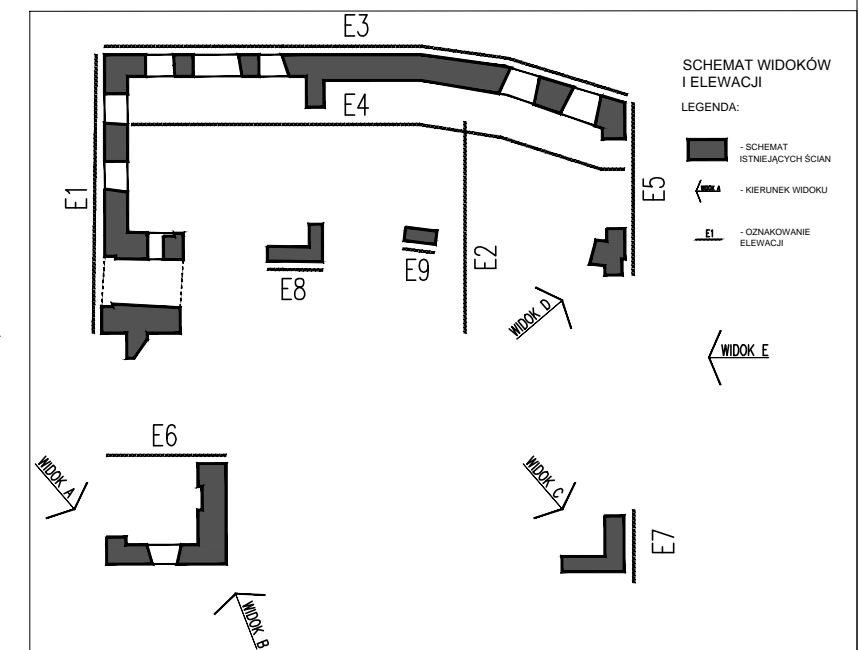 E3
SCHEMAT WIDOKÓW
I ELEWACJI
LEGENDA:
- SCHEMAT
ISTNIEJĄCYCH ŚCIAN
WIDOK A
- KIERUNEK WIDOKU
E1
- OZNAKOWANIE
ELEWACJI
E4
E1
E5
E2
E8
E9
WIDOK D
WIDOK E
E6
WIDOK A
WIDOK C
E7
WIDOK B